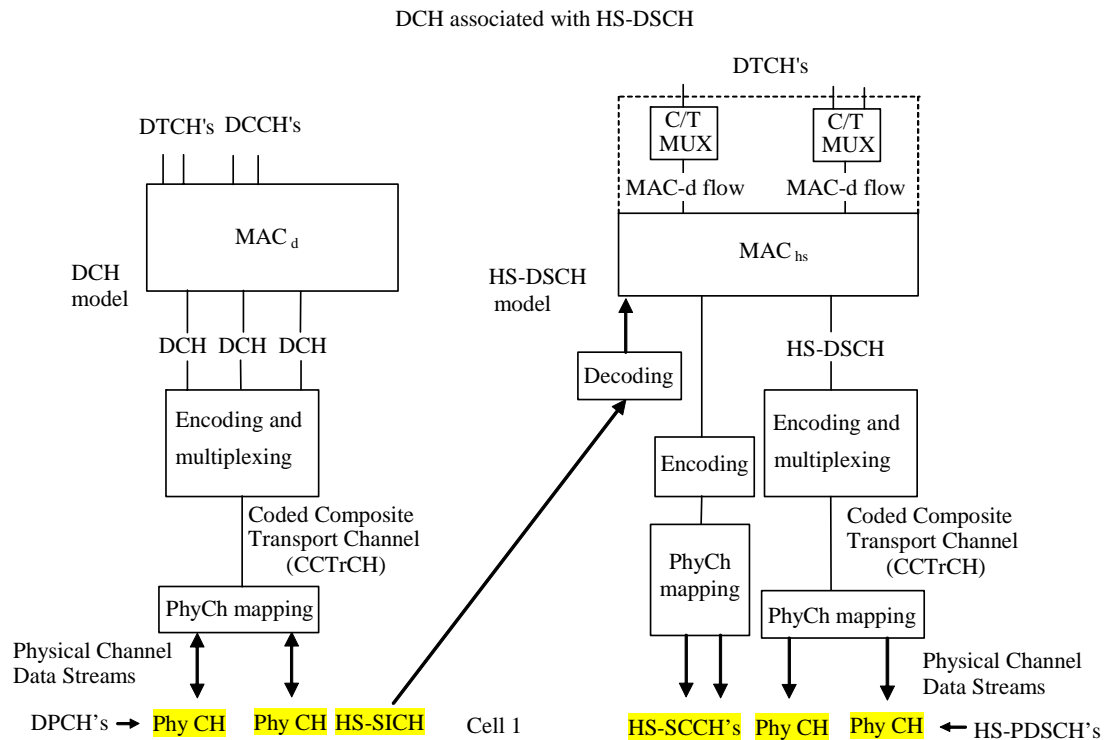 DCH associated with HS-DSCH
DTCH's
C/T
MUX
C/T
MUX
MAC-d flow
MAC-d flow
DTCH's
DCCH's
MAC d
MAC hs
DCH
model
HS-DSCH
model
DCH
DCH
DCH
HS-DSCH
Decoding
Encoding and
multiplexing
Encoding
Encoding and
multiplexing
Coded Composite
Transport Channel
(CCTrCH)
PhyCh
mapping
Coded Composite
Transport Channel
(CCTrCH)
PhyCh mapping
PhyCh mapping
Physical Channel
Data Streams
Physical Channel
Data Streams
DPCH’s
Phy CH
Phy CH
HS-SICH
Cell 1
HS-SCCH’s
Phy CH
Phy CH
HS-PDSCH’s